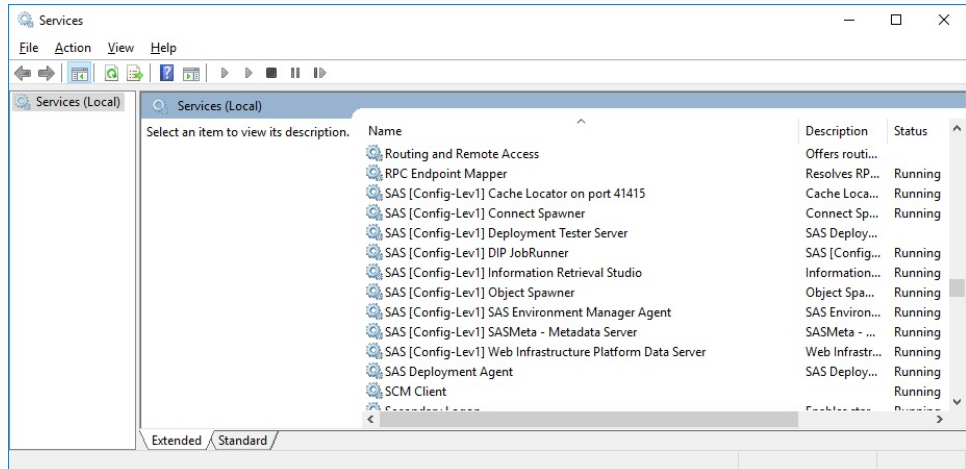 Services
File Action View Help
Services (Local)
Services (Local)
Select an item to view its description.
Name Description Status
Routing and Remote Access Offers routi...
RPC Endpoint Mapper Resolves RP... Running
SAS [Config-Lev1] Cache Locator on port 41415 Cache Loca... Running
SAS [Config-Lev1] Connect Spawner Connect Sp... Running
SAS [Config-Lev1] Deployment Tester Server SAS Deploy...
SAS [Config-Lev1] DIP JobRunner SAS [Config... Running
SAS [Config-Lev1] Information Retrieval Studio Information... Running
SAS [Config-Lev1] Object Spawner Object Spa... Running
SAS [Config-Lev1] SAS Environment Manager Agent SAS Environ... Running
SAS [Config-Lev1] SASMeta - Metadata Server SASMeta - ... Running
SAS [Config-Lev1] Web Infrastructure Platform Data Server Web Infrastr... Running
SAS Deployment Agent SAS Deploy... Running
SCM Client Running
Extended Standard